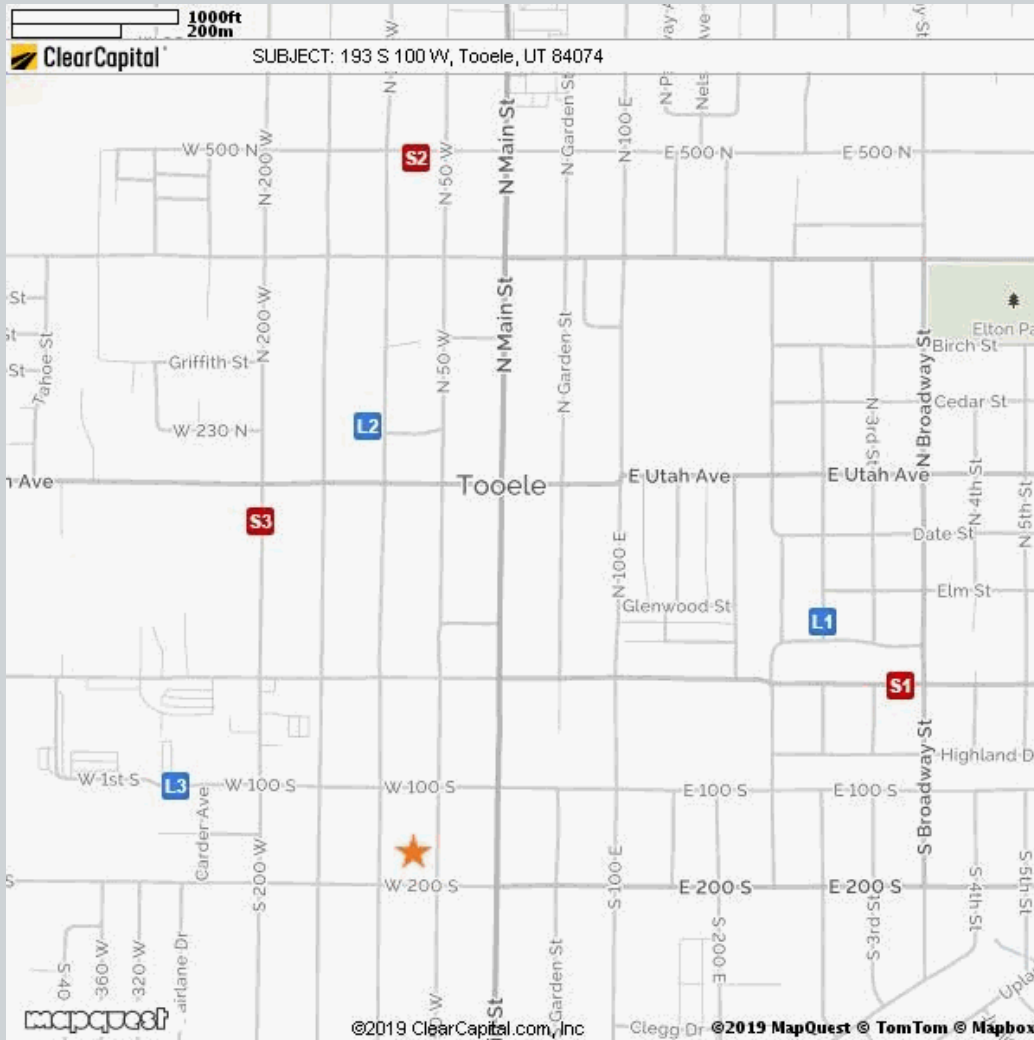 1000ft
200m
ClearCapital
SUBJECT: 193 S 100 W, Tooele, UT 84074
N Main St
N Garden St
N 100 E
Nels
W 500 N
N 200 W
S2
N 50 W
E 500 N
E 500 N
St
St
St
Tahoe St
N 200 W
Griffith St
N Main St
N 50 W
N Garden St
N Broadway St
Birch St
Cedar St
N 3rd St
W 230 N
L2
Ave
Tooele
E Utah Ave
E Utah Ave
N 4th St
N 5th St
S3
Date St
N 100 E
Elm St
Glenwood St
L1
S1
S Broadway St
Highland D
W 1st S
L3
W 100 S
W 100 S
E 100 S
E 100 S
Carder Ave
S
S 200 W
W 200 S
E 200 S
E 200 S
S 100 E
S 200 E
S 3rd St
S 4th St
S 5th St
S 40
360 W
320 W
airlane Dr
Garden St
Clegg Dr
Upla
mapquest
©2019 ClearCapital.com, Inc
©2019 MapQuest © TomTom © Mapbox